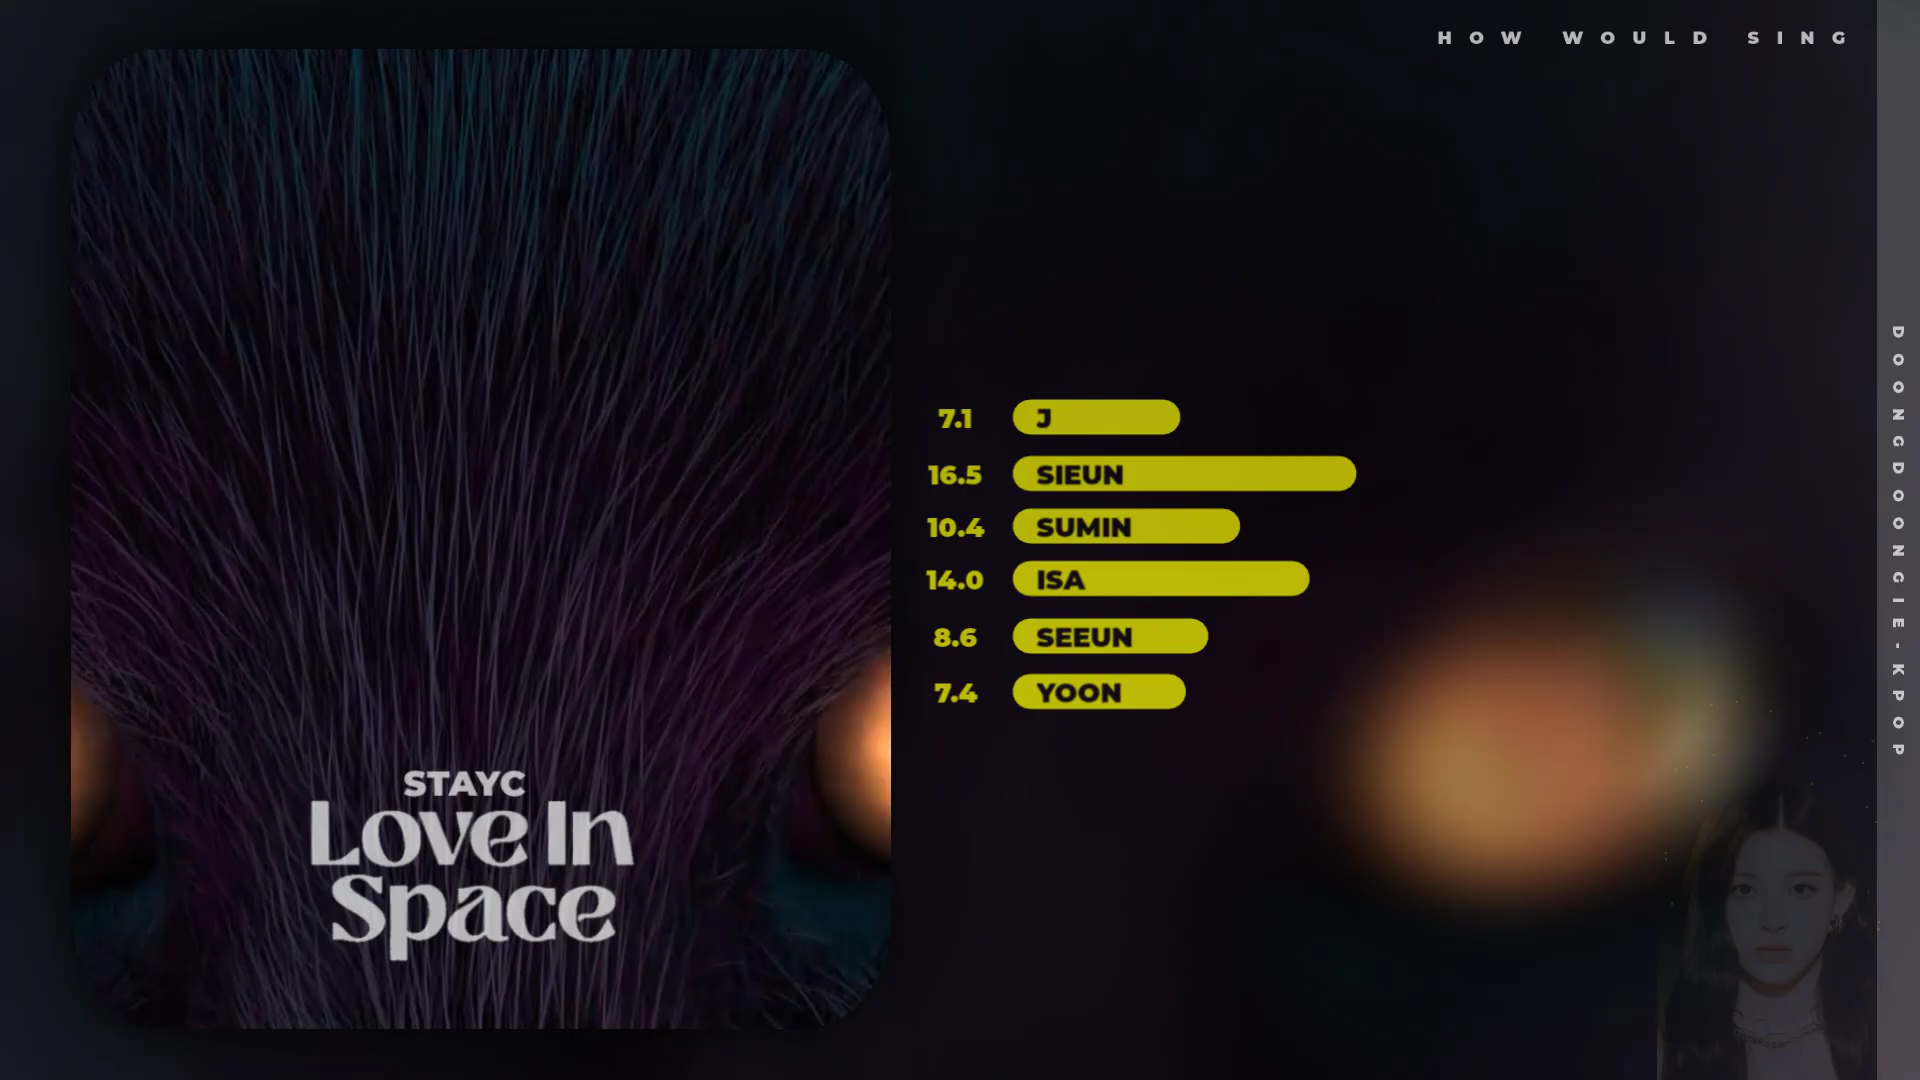 HOW WOULD SING
7.1 J
16.5 SIEUN
10.4 SUMIN
14.0 ISA
8.6 SEEUN
7.4 YOON
STAYC
Love In
Space
DOONGDOONGIE-KPOP